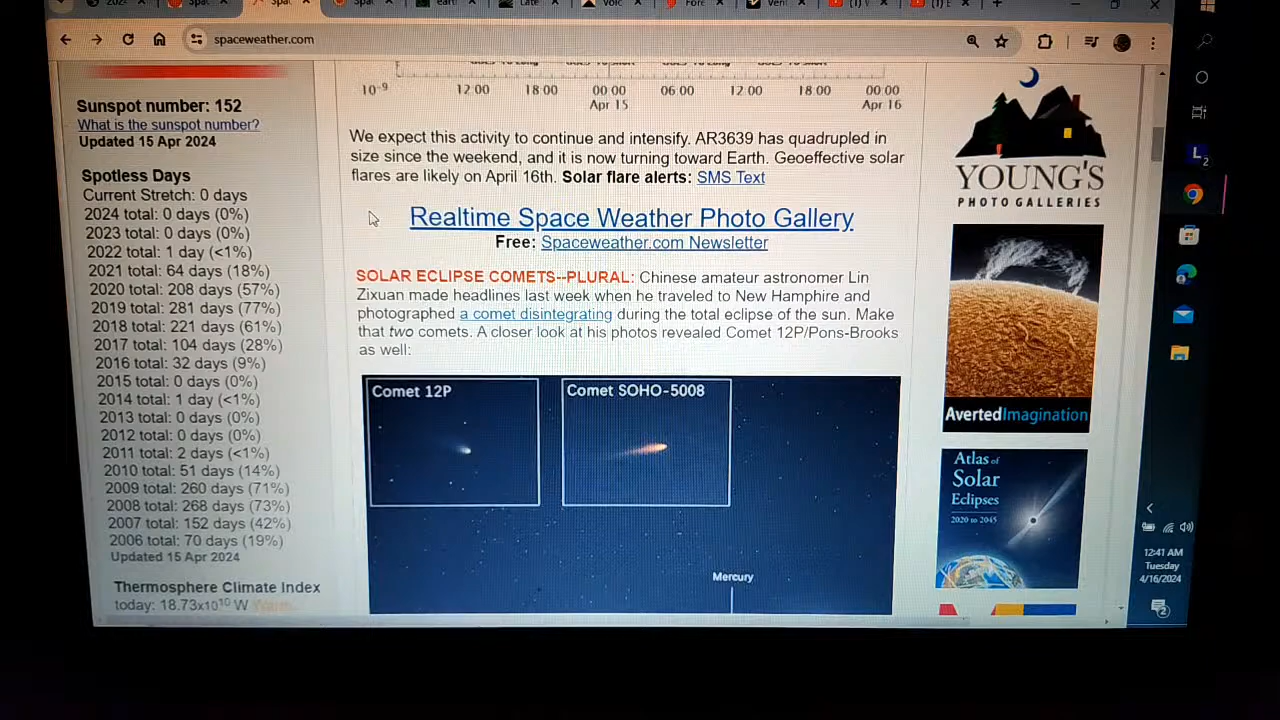 spaceweather.com
Sunspot number: 152
What is the sunspot number?
Updated 15 Apr 2024
Spotless Days
Current Stretch: 0 days
2024 total: 0 days (0%)
2023 total: 0 days (0%)
2022 total: 1 day (<1%)
2021 total: 64 days (18%)
2020 total: 208 days (57%)
2019 total: 281 days (77%)
2018 total: 221 days (61%)
2017 total: 104 days (28%)
2016 total: 32 days (9%)
2015 total: 0 days (0%)
2014 total: 1 day (<1%)
2013 total: 0 days (0%)
2012 total: 0 days (0%)
2011 total: 2 days (<1%)
2010 total: 51 days (14%)
2009 total: 260 days (71%)
2008 total: 268 days (73%)
2007 total: 152 days (42%)
2006 total: 70 days (19%)
Updated 15 Apr 2024
Thermosphere Climate Index
today: 18.73x10¹⁰ W Warm
10⁻⁹ 12:00 18:00 00:00 06:00 12:00 18:00 00:00
Apr 15 Apr 16
We expect this activity to continue and intensify. AR3639 has quadrupled in
size since the weekend, and it is now turning toward Earth. Geoeffective solar
flares are likely on April 16th. Solar flare alerts: SMS Text
Realtime Space Weather Photo Gallery
Free: Spaceweather.com Newsletter
SOLAR ECLIPSE COMETS--PLURAL: Chinese amateur astronomer Lin
Zixuan made headlines last week when he traveled to New Hamphire and
photographed a comet disintegrating during the total eclipse of the sun. Make
that two comets. A closer look at his photos revealed Comet 12P/Pons-Brooks
as well:
Comet 12P
Comet SOHO-5008
Mercury
YOUNG'S
PHOTO GALLERIES
AvertedImagination
Atlas of
Solar
Eclipses
2020 to 2045
L
2
12:41 AM
Tuesday
4/16/2024
2